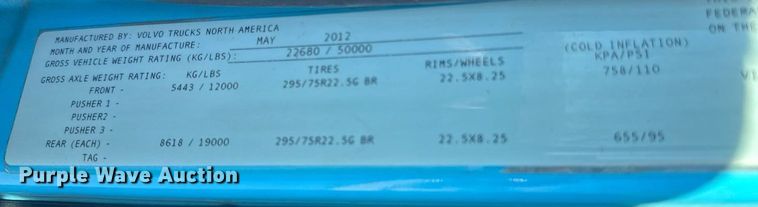 MANUFACTURED BY: VOLVO TRUCKS NORTH AMERICA
MONTH AND YEAR OF MANUFACTURE: MAY 2012
GROSS VEHICLE WEIGHT RATING (KG/LBS): 22680 / 50000
(COLD INFLATION)
GROSS AXLE WEIGHT RATING: KG/LBS TIRES RIMS/WHEELS KPA/PSI
FRONT - 5443 / 12000 295/75R22.5G BR 22.5X8.25 758/110
PUSHER 1 -
PUSHER2 -
PUSHER 3 -
REAR (EACH) - 8618 / 19000 295/75R22.5G BR 22.5X8.25 655/95
TAG -
FEDERA
ON THE
Purple Wave Auction